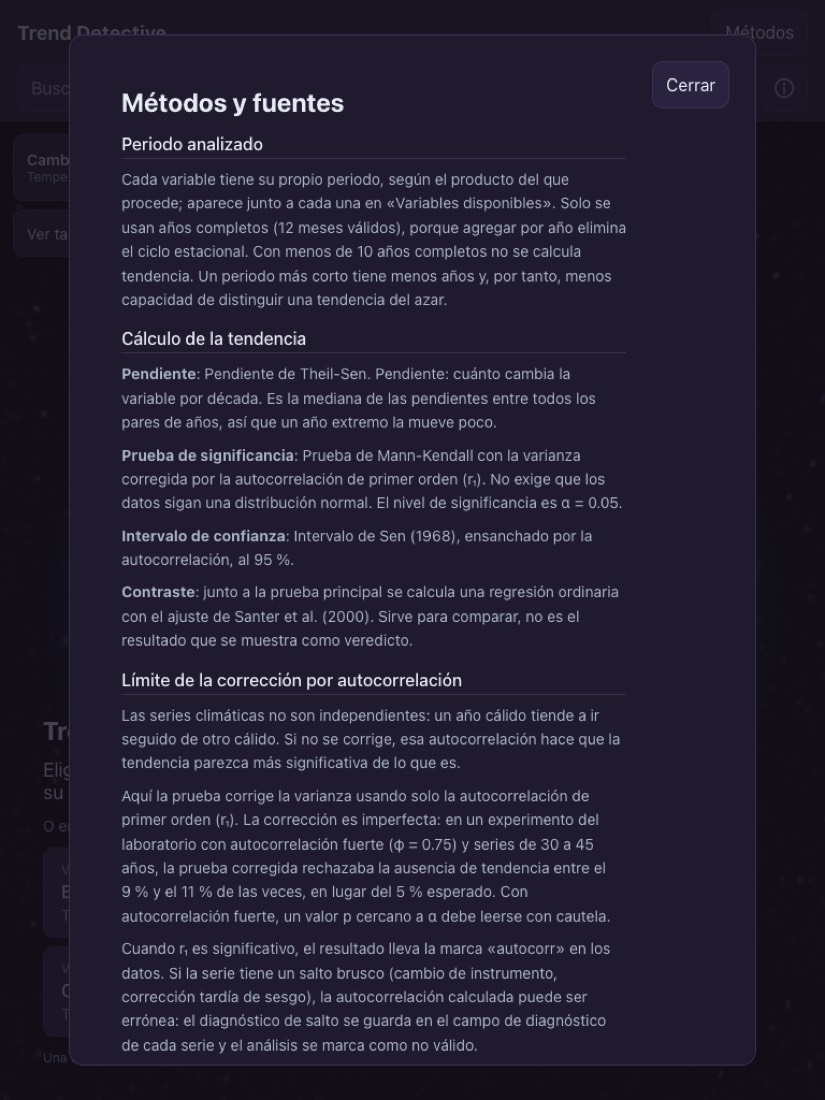 Trend Detective
Métodos
Busc
Camb
Tempe
Ver ta
Cerrar
Métodos y fuentes
Periodo analizado
Cada variable tiene su propio periodo, según el producto del que
procede; aparece junto a cada una en «Variables disponibles». Solo se
usan años completos (12 meses válidos), porque agregar por año elimina
el ciclo estacional. Con menos de 10 años completos no se calcula
tendencia. Un periodo más corto tiene menos años y, por tanto, menos
capacidad de distinguir una tendencia del azar.
Cálculo de la tendencia
Pendiente: Pendiente de Theil-Sen. Pendiente: cuánto cambia la
variable por década. Es la mediana de las pendientes entre todos los
pares de años, así que un año extremo la mueve poco.
Prueba de significancia: Prueba de Mann-Kendall con la varianza
corregida por la autocorrelación de primer orden (r₁). No exige que los
datos sigan una distribución normal. El nivel de significancia es α = 0.05.
Intervalo de confianza: Intervalo de Sen (1968), ensanchado por la
autocorrelación, al 95 %.
Contraste: junto a la prueba principal se calcula una regresión ordinaria
con el ajuste de Santer et al. (2000). Sirve para comparar, no es el
resultado que se muestra como veredicto.
Límite de la corrección por autocorrelación
Las series climáticas no son independientes: un año cálido tiende a ir
seguido de otro cálido. Si no se corrige, esa autocorrelación hace que la
tendencia parezca más significativa de lo que es.
Aquí la prueba corrige la varianza usando solo la autocorrelación de
primer orden (r₁). La corrección es imperfecta: en un experimento del
laboratorio con autocorrelación fuerte (ϕ = 0.75) y series de 30 a 45
años, la prueba corregida rechazaba la ausencia de tendencia entre el
9 % y el 11 % de las veces, en lugar del 5 % esperado. Con
autocorrelación fuerte, un valor p cercano a α debe leerse con cautela.
Cuando r₁ es significativo, el resultado lleva la marca «autocorr» en los
datos. Si la serie tiene un salto brusco (cambio de instrumento,
corrección tardía de sesgo), la autocorrelación calculada puede ser
errónea: el diagnóstico de salto se guarda en el campo de diagnóstico
de cada serie y el análisis se marca como no válido.
Tre
Elig
su
O e
Una